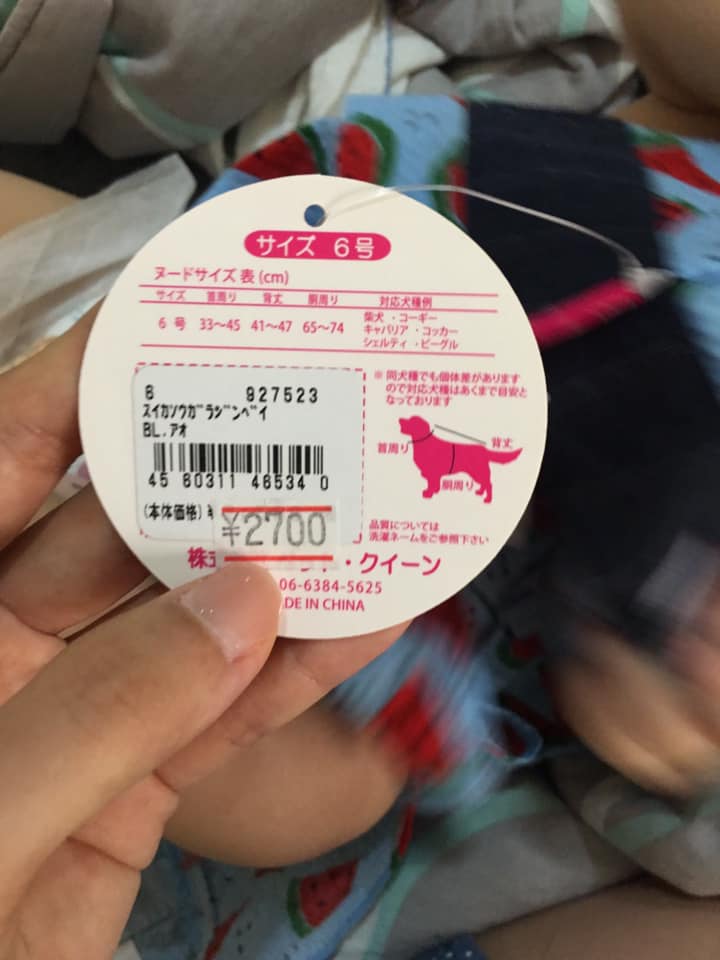 サイズ 6号
ヌードサイズ 表 (cm)
サイズ 首周り 背丈 胴周り 対応犬種例
6 号 33〜45 41〜47 65〜74 柴犬 ・コーギー
キャバリア ・コッカー
シェルティ ・ビーグル
6 927523
スイカソウガラジンベイ
BL.アオ
45 60311 46534 0
(本体価格) ¥
¥2700
※ 同犬種でも個体差があります
ので対応犬種はあくまで目安と
なっております
首周り 背丈
胴周り
品質については
洗濯ネームをご参照下さい
株 ト・クイーン
06-6384-5625
DE IN CHINA